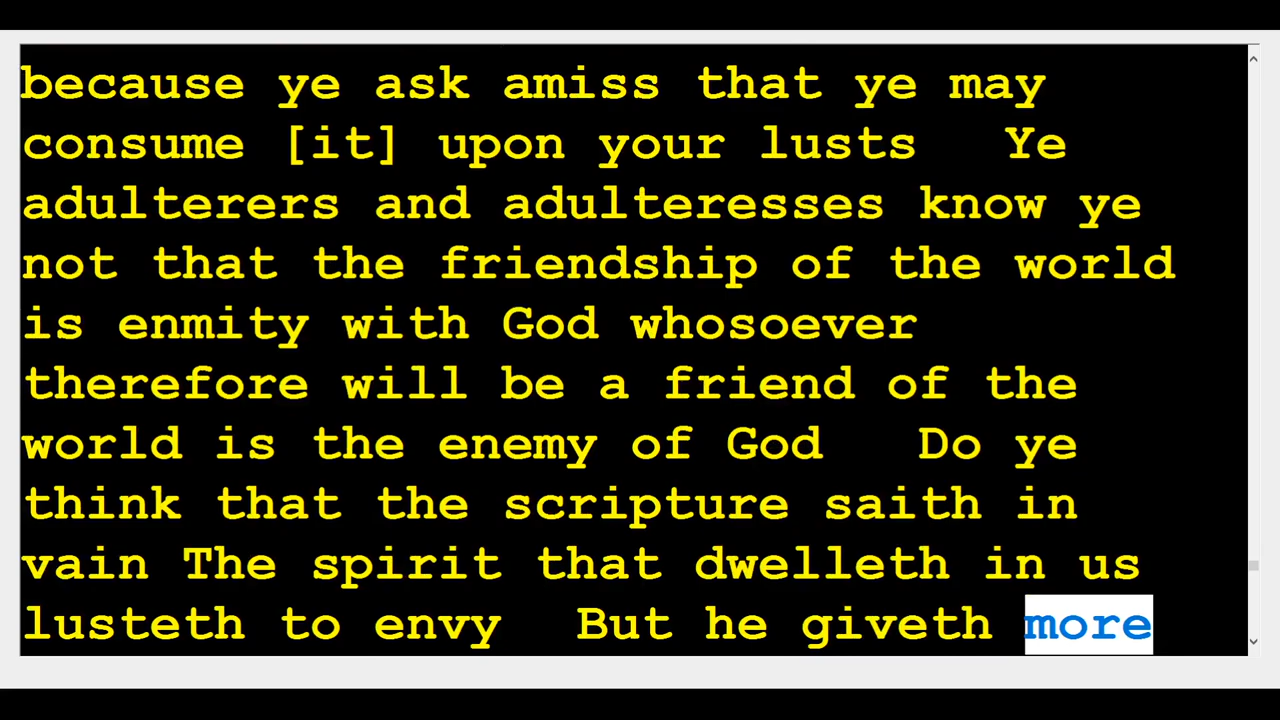 because ye ask amiss that ye may
consume [it] upon your lusts   Ye
adulterers and adulteresses know ye
not that the friendship of the world
is enmity with God whosoever
therefore will be a friend of the
world is the enemy of God   Do ye
think that the scripture saith in
vain The spirit that dwelleth in us
lusteth to envy   But he giveth more